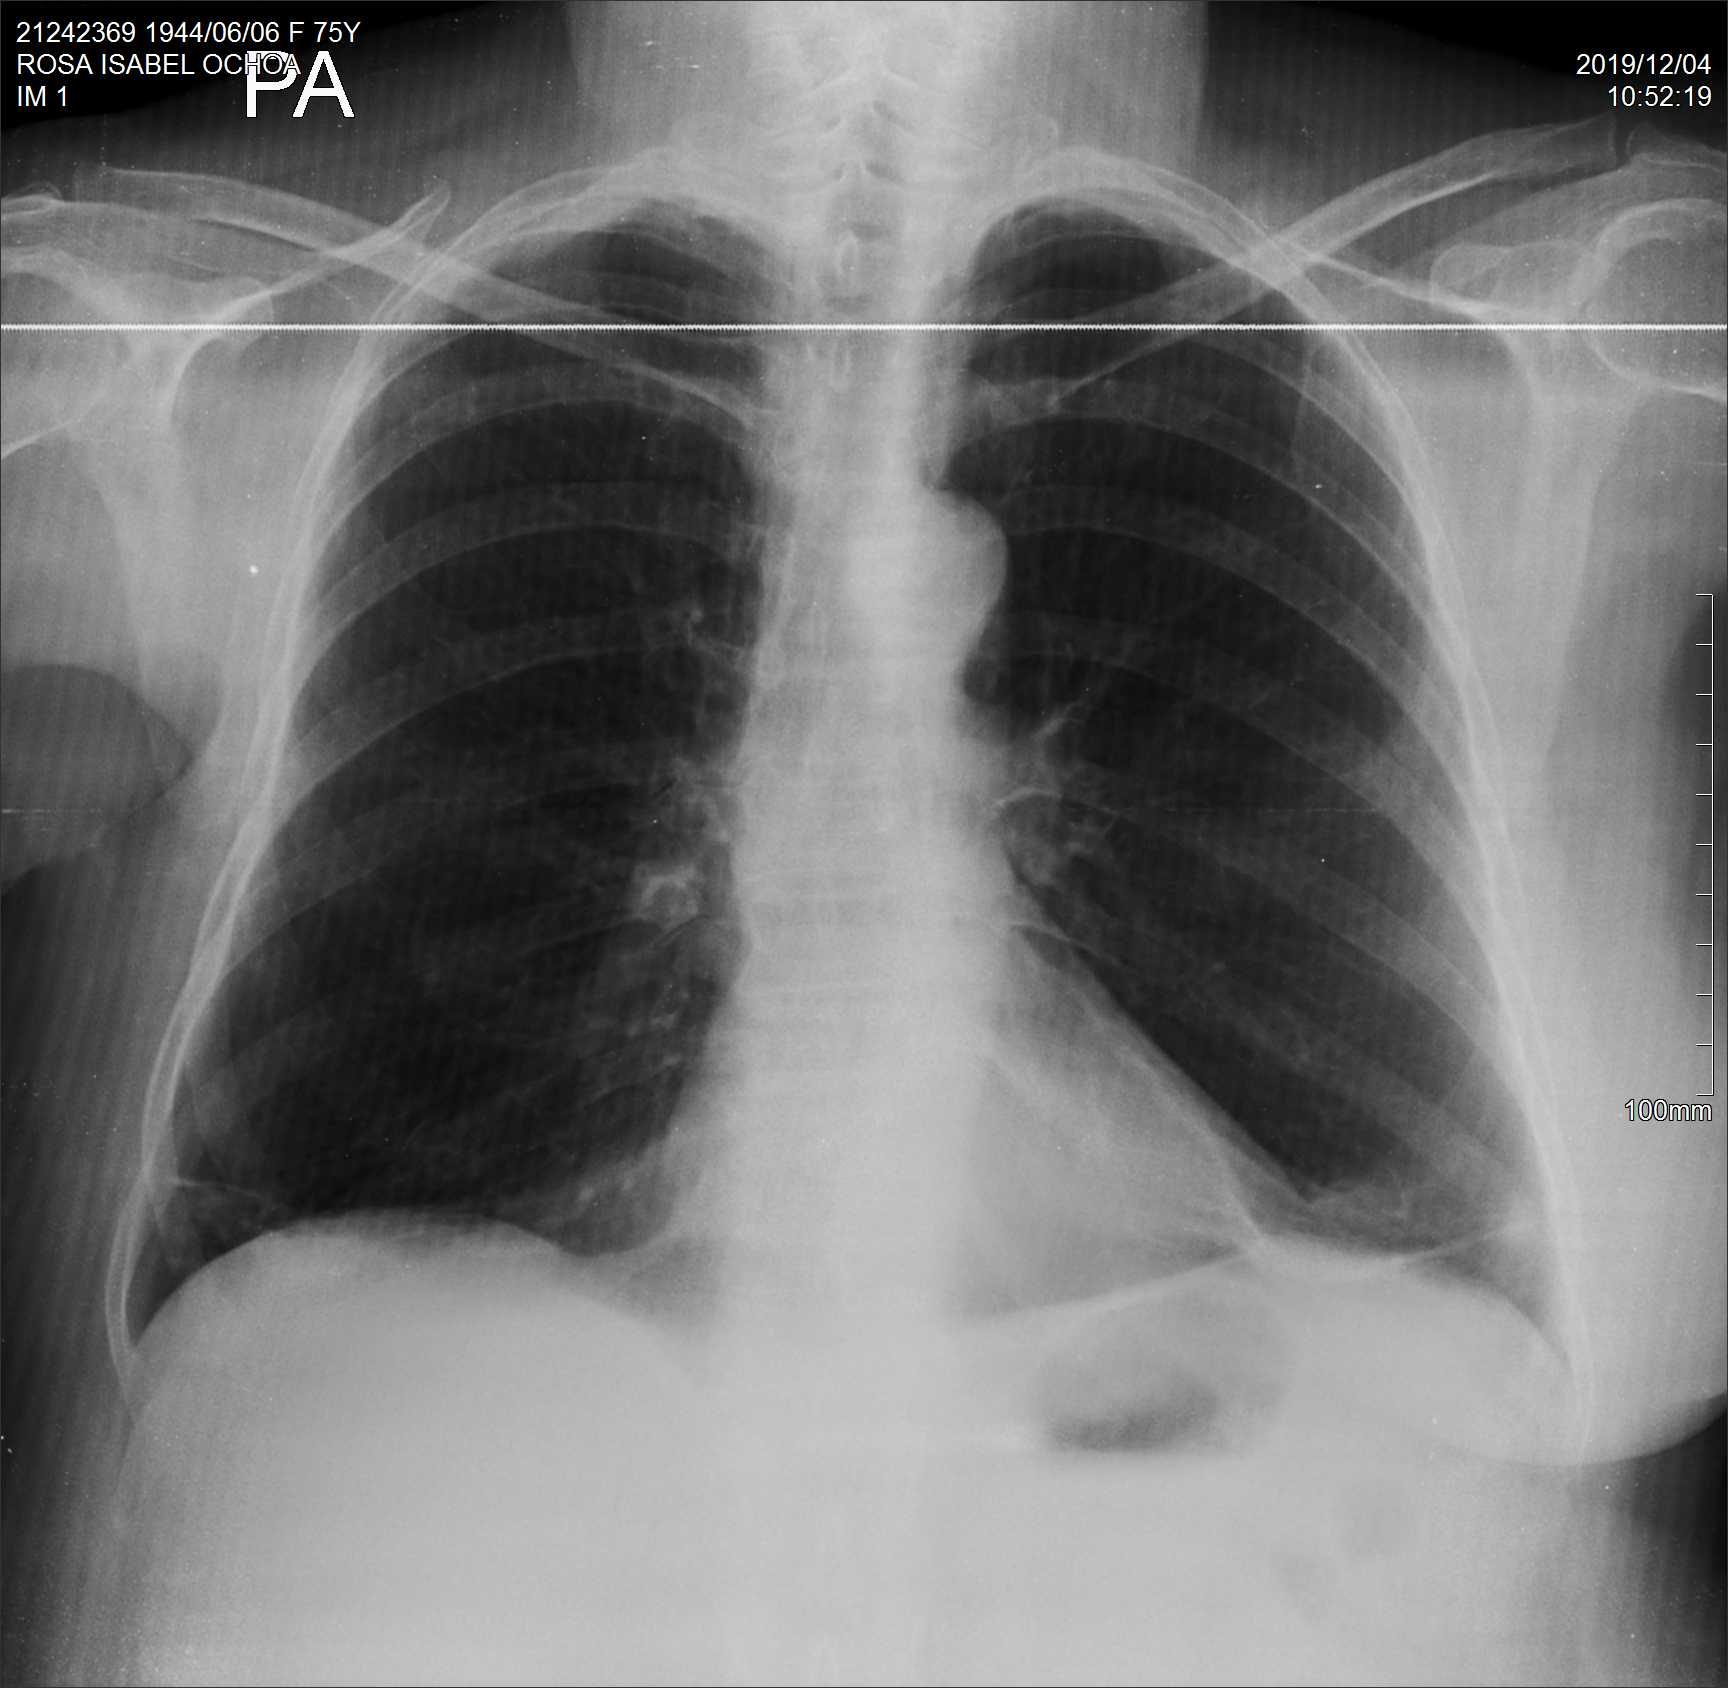 21242369 1944/06/06 F 75Y
ROSA ISABEL OCHOA
IM 1
PA
2019/12/04
10:52:19
100mm